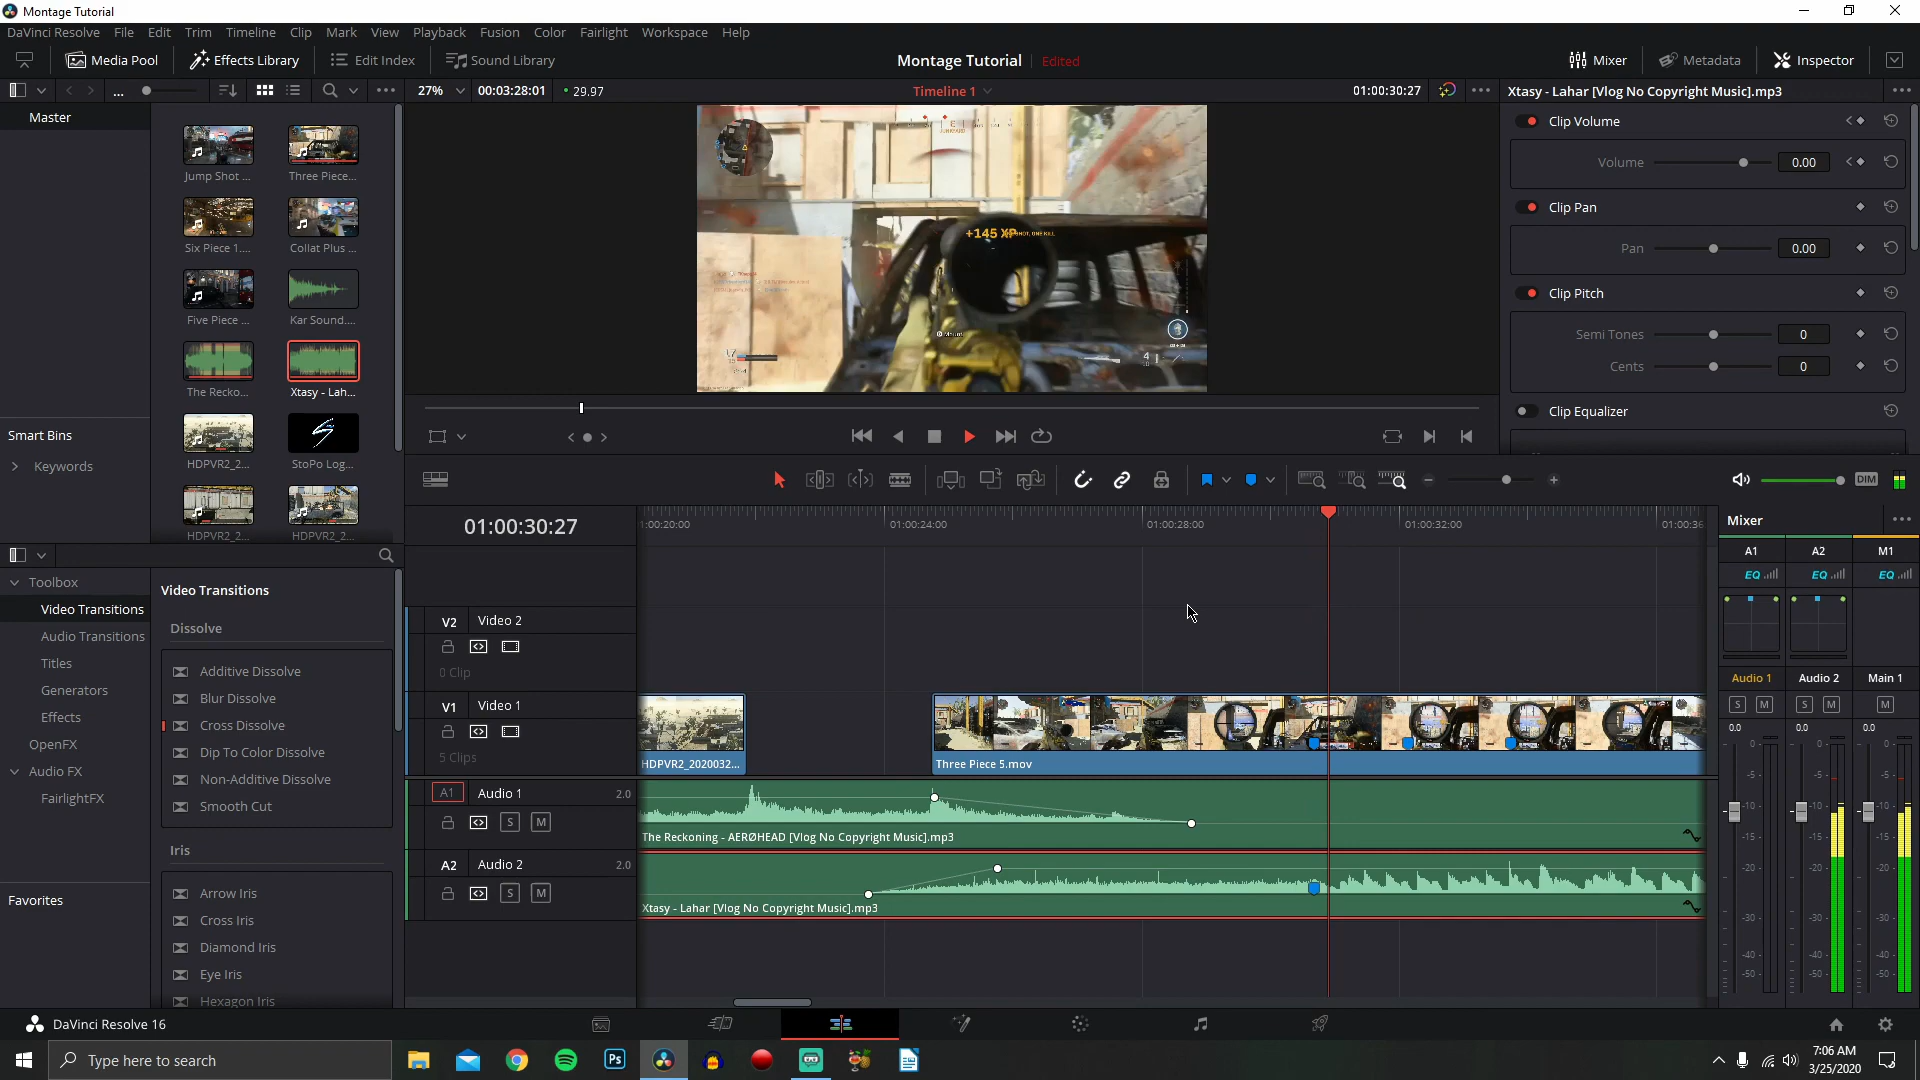 Montage Tutorial
DaVinci Resolve File Edit Trim Timeline Clip Mark View Playback Fusion Color Fairlight Workspace Help
Media Pool Effects Library Edit Index Sound Library Montage Tutorial Edited Mixer Metadata Inspector
... 27% 00:03:28:01 29.97 Timeline 1 01:00:30:27 Xtasy - Lahar [Vlog No Copyright Music].mp3
Master
Jump Shot ... Three Piece...
Six Piece 1.... Collat Plus ...
Five Piece ... Kar Sound....
The Recko... Xtasy - Lah...
HDPVR2_2... StoPo Log...
HDPVR2_2... HDPVR2_2...
Smart Bins
Keywords
+145 XP
Mount
Clip Volume
Volume 0.00
Clip Pan
Pan 0.00
Clip Pitch
Semi Tones 0
Cents 0
Clip Equalizer
DIM
01:00:30:27
01:00:20:00 01:00:24:00 01:00:28:00 01:00:32:00 01:00:36
V2 Video 2
0 Clip
V1 Video 1
5 Clips
HDPVR2_2020032... Three Piece 5.mov
A1 Audio 1 2.0
S M
The Reckoning - AERØHEAD [Vlog No Copyright Music].mp3
A2 Audio 2 2.0
S M
Xtasy - Lahar [Vlog No Copyright Music].mp3
Toolbox
Video Transitions
Audio Transitions
Titles
Generators
Effects
OpenFX
Audio FX
FairlightFX
Favorites
Video Transitions
Dissolve
Additive Dissolve
Blur Dissolve
Cross Dissolve
Dip To Color Dissolve
Non-Additive Dissolve
Smooth Cut
Iris
Arrow Iris
Cross Iris
Diamond Iris
Eye Iris
Hexagon Iris
Mixer
A1 A2 M1
EQ EQ EQ
Audio 1 Audio 2 Main 1
S M S M M
0.0 0.0 0.0
0 0 0
-5 -5 -5
-10 -10 -10
-15 -15 -15
-20 -20 -20
-30 -30 -30
-40 -40 -40
-50 -50 -50
DaVinci Resolve 16
Type here to search
Ps
7:06 AM
3/25/2020